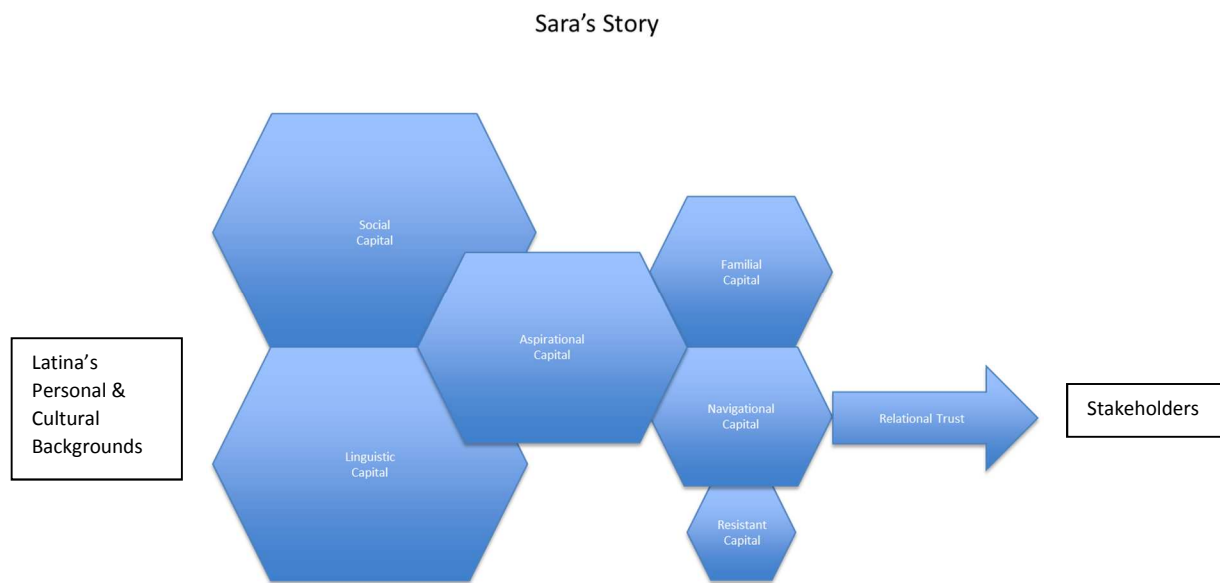 Sara’s Story
Social
Capital
Familial
Capital
Aspirational
Capital
Latina’s
Personal &
Cultural
Backgrounds
Linguistic
Capital
Navigational
Capital
Relational Trust
Stakeholders
Resistant
Capital